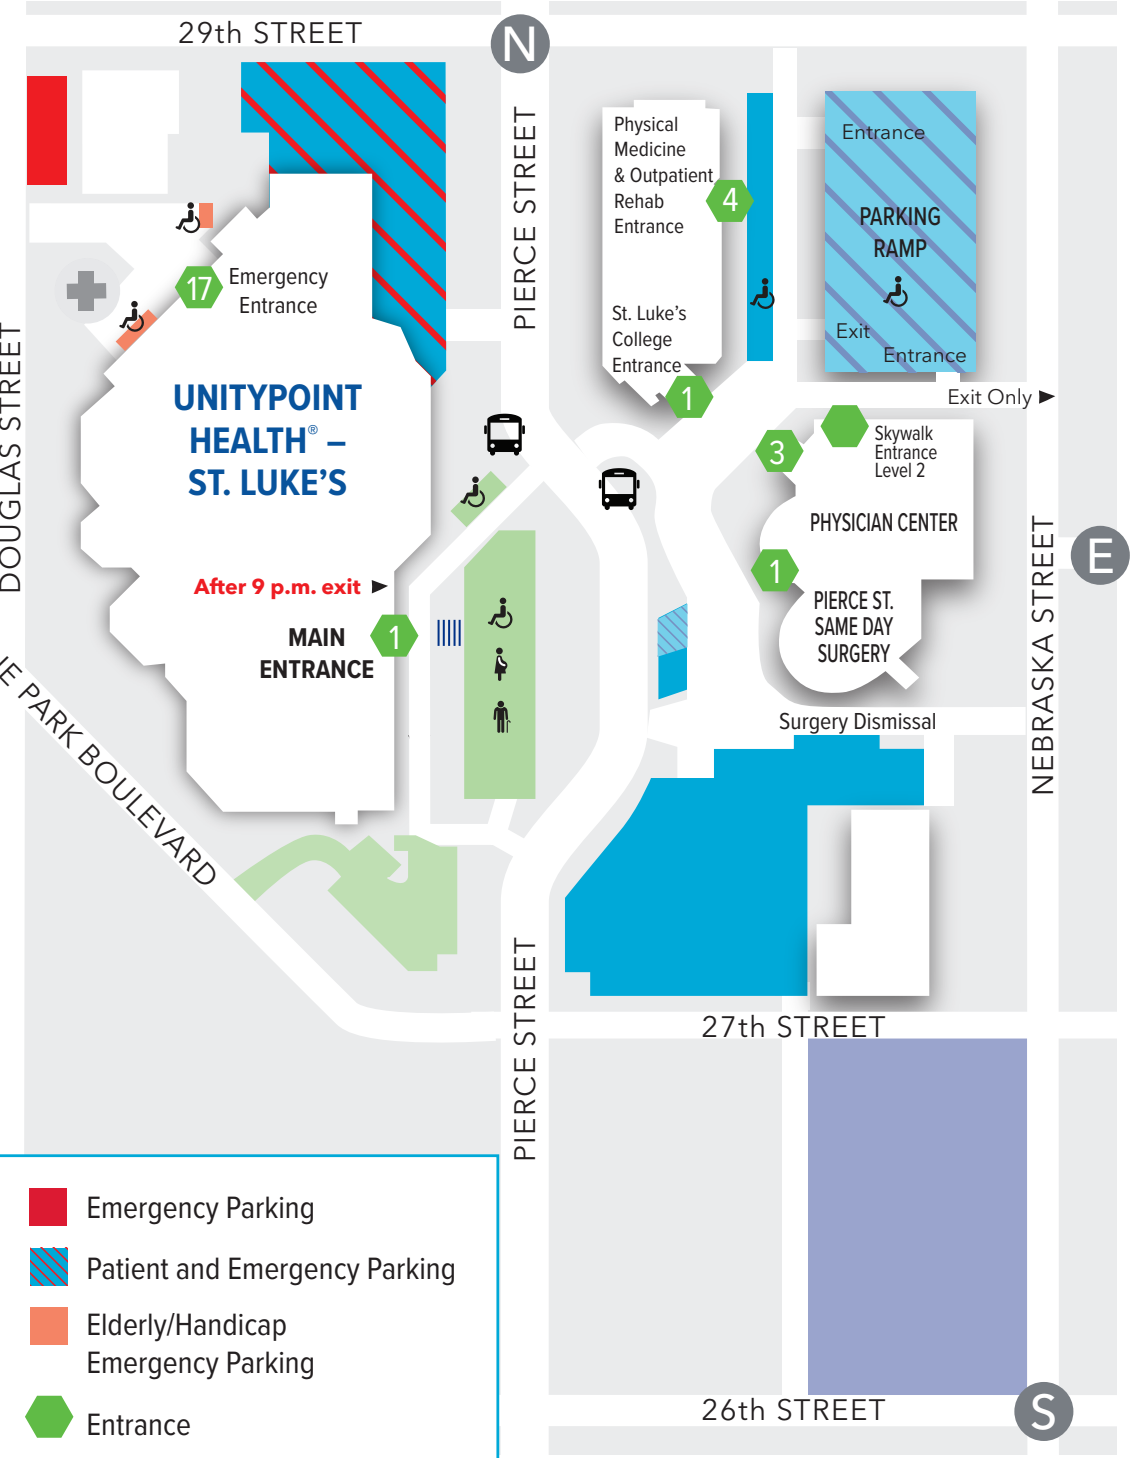 29th STREET
N
PIERCE STREET
Physical
Medicine
& Outpatient
Rehab
Entrance
4
Entrance
PARKING
RAMP
Exit
Entrance
17
Emergency
Entrance
St. Luke's
College
Entrance
1
Exit Only
DOUGLAS STREET
UNITYPOINT
HEALTH® –
ST. LUKE'S
3
Skywalk
Entrance
Level 2
PHYSICIAN CENTER
1
PIERCE ST.
SAME DAY
SURGERY
NEBRASKA STREET
E
After 9 p.m. exit
MAIN
ENTRANCE
1
Surgery Dismissal
PARK BOULEVARD
PIERCE STREET
27th STREET
26th STREET
S
Emergency Parking
Patient and Emergency Parking
Elderly/Handicap
Emergency Parking
Entrance